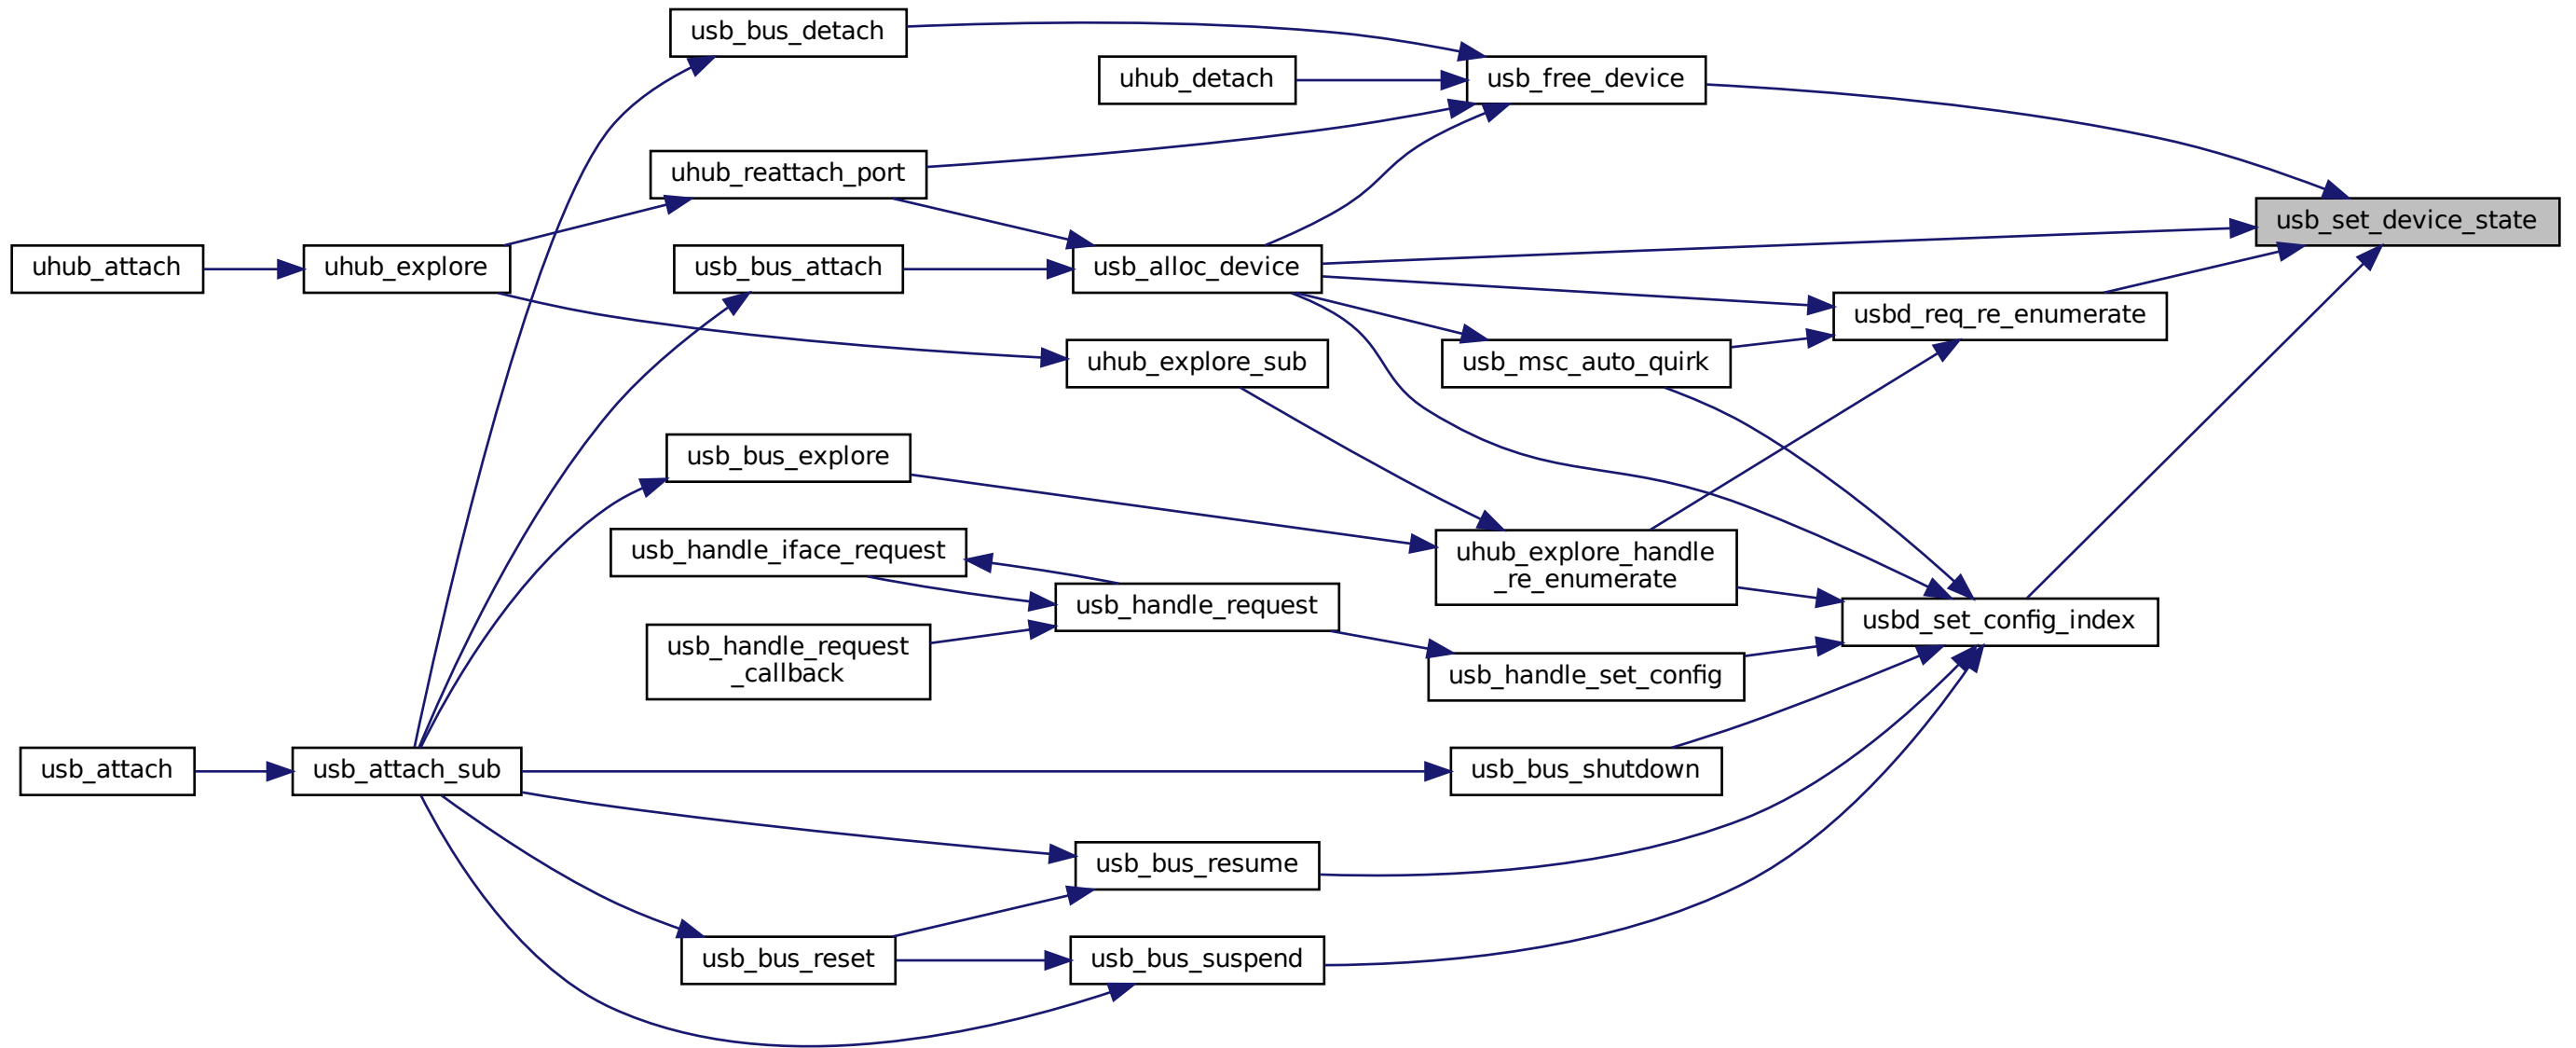 usb_bus_detach
uhub_detach
usb_free_device
uhub_reattach_port
usb_set_device_state
uhub_attach
uhub_explore
usb_bus_attach
usb_alloc_device
usbd_req_re_enumerate
uhub_explore_sub
usb_msc_auto_quirk
usb_bus_explore
usb_handle_iface_request
uhub_explore_handle
_re_enumerate
usb_handle_request
usbd_set_config_index
usb_handle_request
_callback
usb_handle_set_config
usb_attach
usb_attach_sub
usb_bus_shutdown
usb_bus_resume
usb_bus_reset
usb_bus_suspend